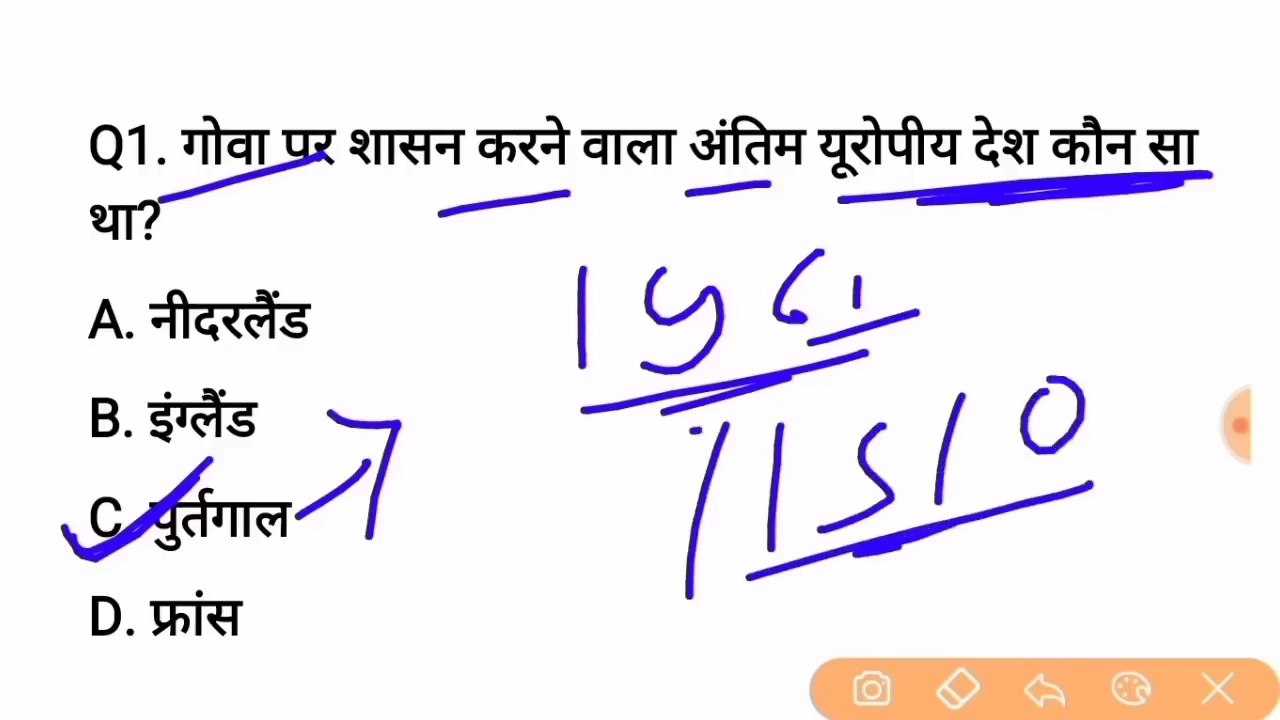 Q1. गोवा पर शासन करने वाला अंतिम यूरोपीय देश कौन सा
था?
A. नीदरलैंड
1961
B. इंग्लैंड
1510
C. पुर्तगाल
D. फ्रांस